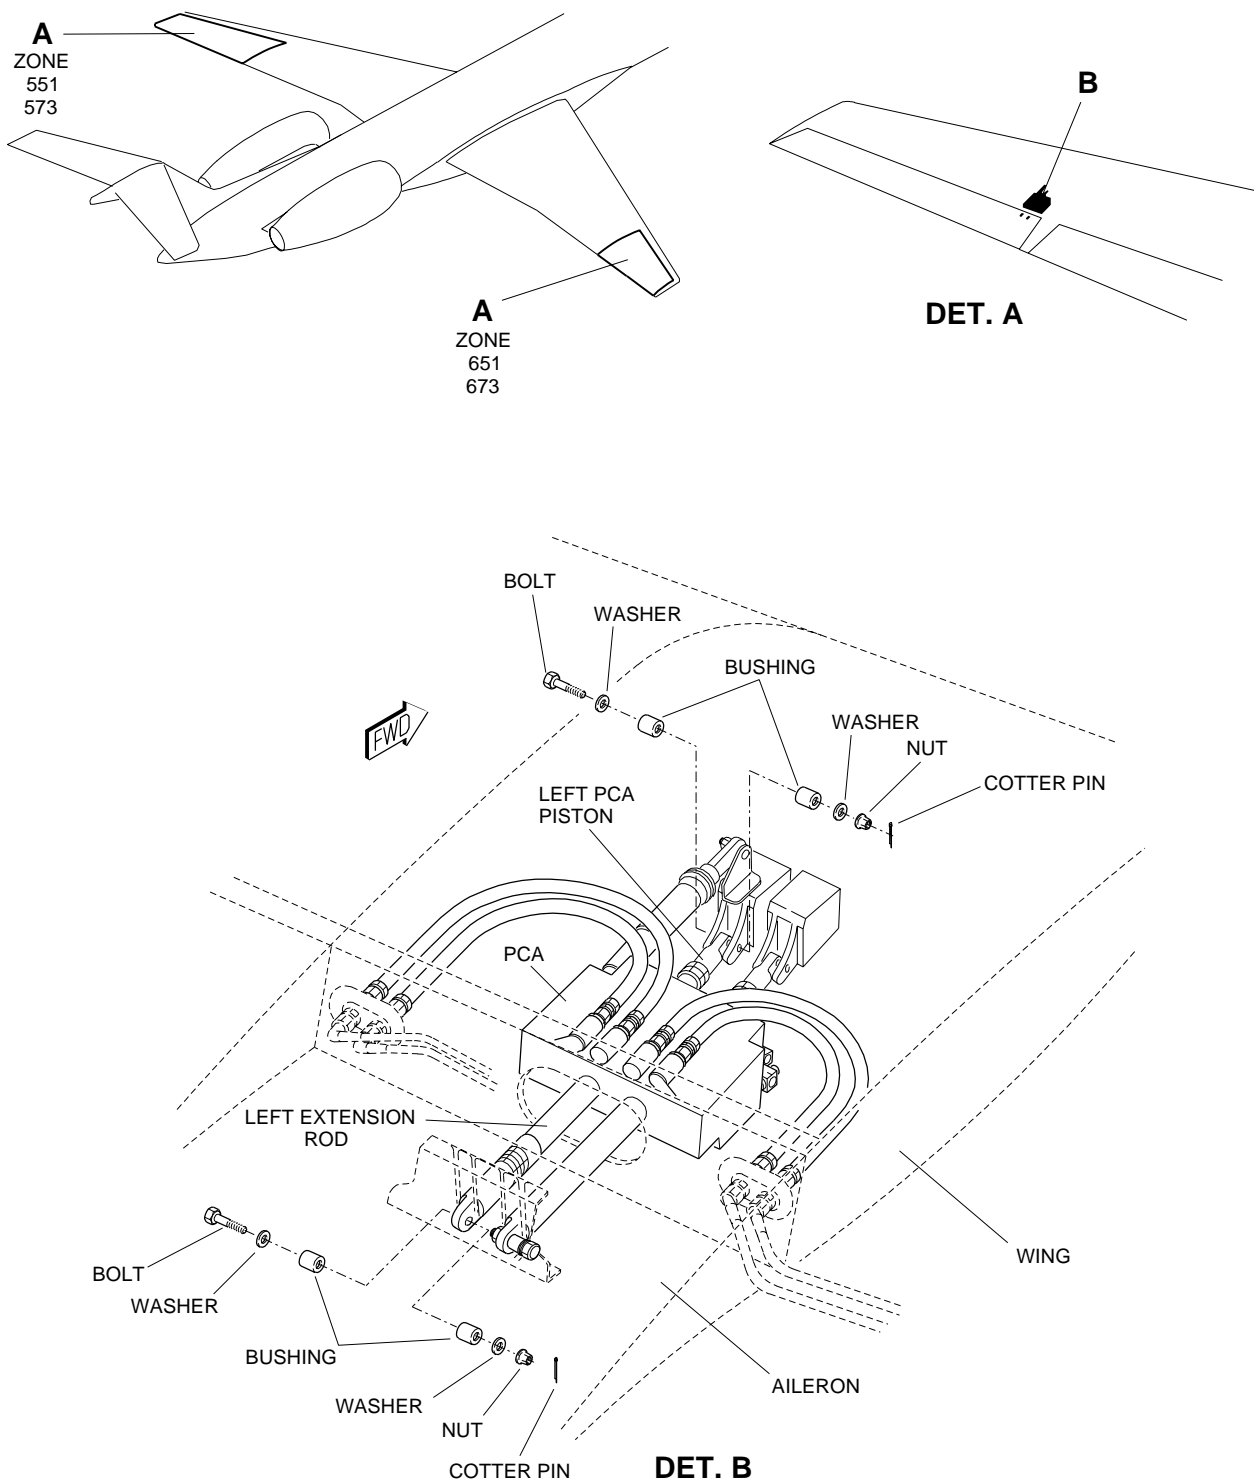 A
ZONE
551
573
A
ZONE
651
673
B
DET. A
BOLT
WASHER
BUSHING
WASHER
NUT
COTTER PIN
FWD
LEFT PCA
PISTON
PCA
LEFT EXTENSION
ROD
BOLT
WASHER
BUSHING
WASHER
NUT
COTTER PIN
WING
AILERON
DET. B